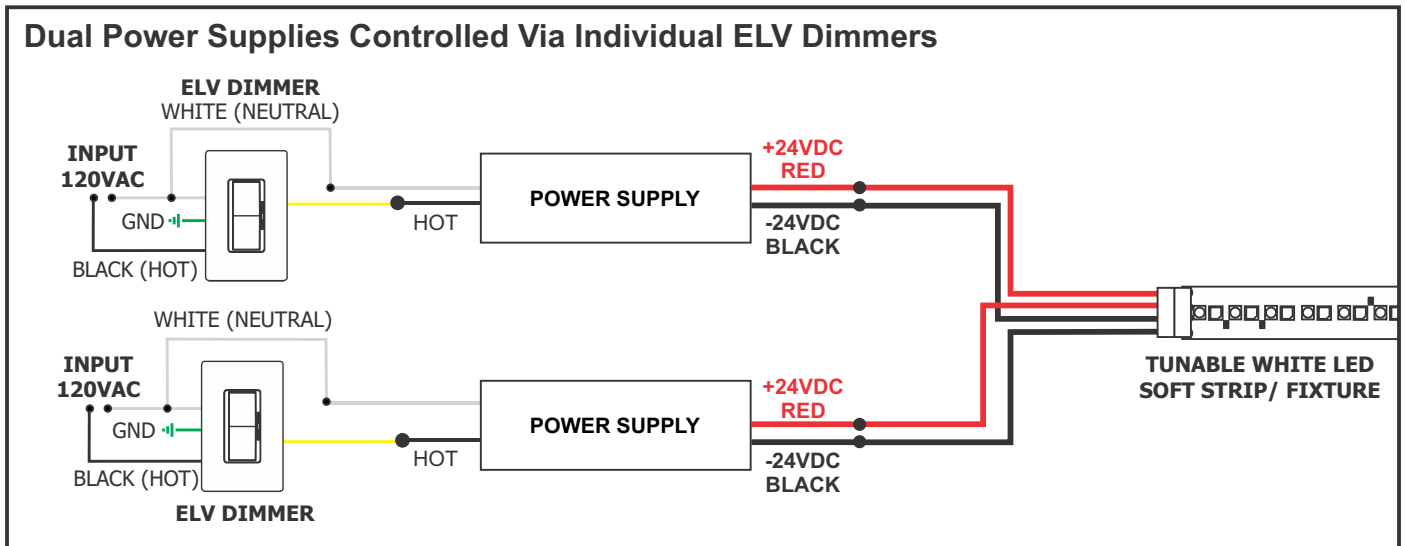 Dual Power Supplies Controlled Via Individual ELV Dimmers
ELV DIMMER
WHITE (NEUTRAL)
INPUT
120VAC
GND
BLACK (HOT)
HOT
POWER SUPPLY
+24VDC
RED
-24VDC
BLACK
WHITE (NEUTRAL)
INPUT
120VAC
GND
BLACK (HOT)
ELV DIMMER
HOT
POWER SUPPLY
+24VDC
RED
-24VDC
BLACK
TUNABLE WHITE LED
SOFT STRIP/ FIXTURE